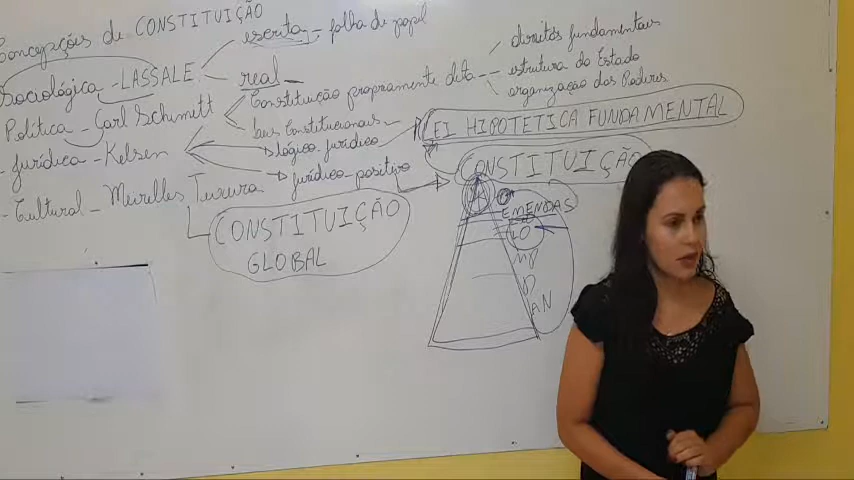 Concepções de CONSTITUIÇÃO
Sociológica - LASSALE
escrita - folha de papel
real
Política - Carl Schimett
Constituição propriamente dita
direitos fundamentais
estrutura do Estado
organização dos Poderes
Leis Constitucionais
- Jurídica - Kelsen
lógico-jurídico
LEI HIPOTETICA FUNDAMENTAL
jurídico-positivo
CONSTITUIÇÃO
- Cultural - Meirelles Teixeira
CONSTITUIÇÃO
GLOBAL
EMENDAS
LO
MP
D
AN